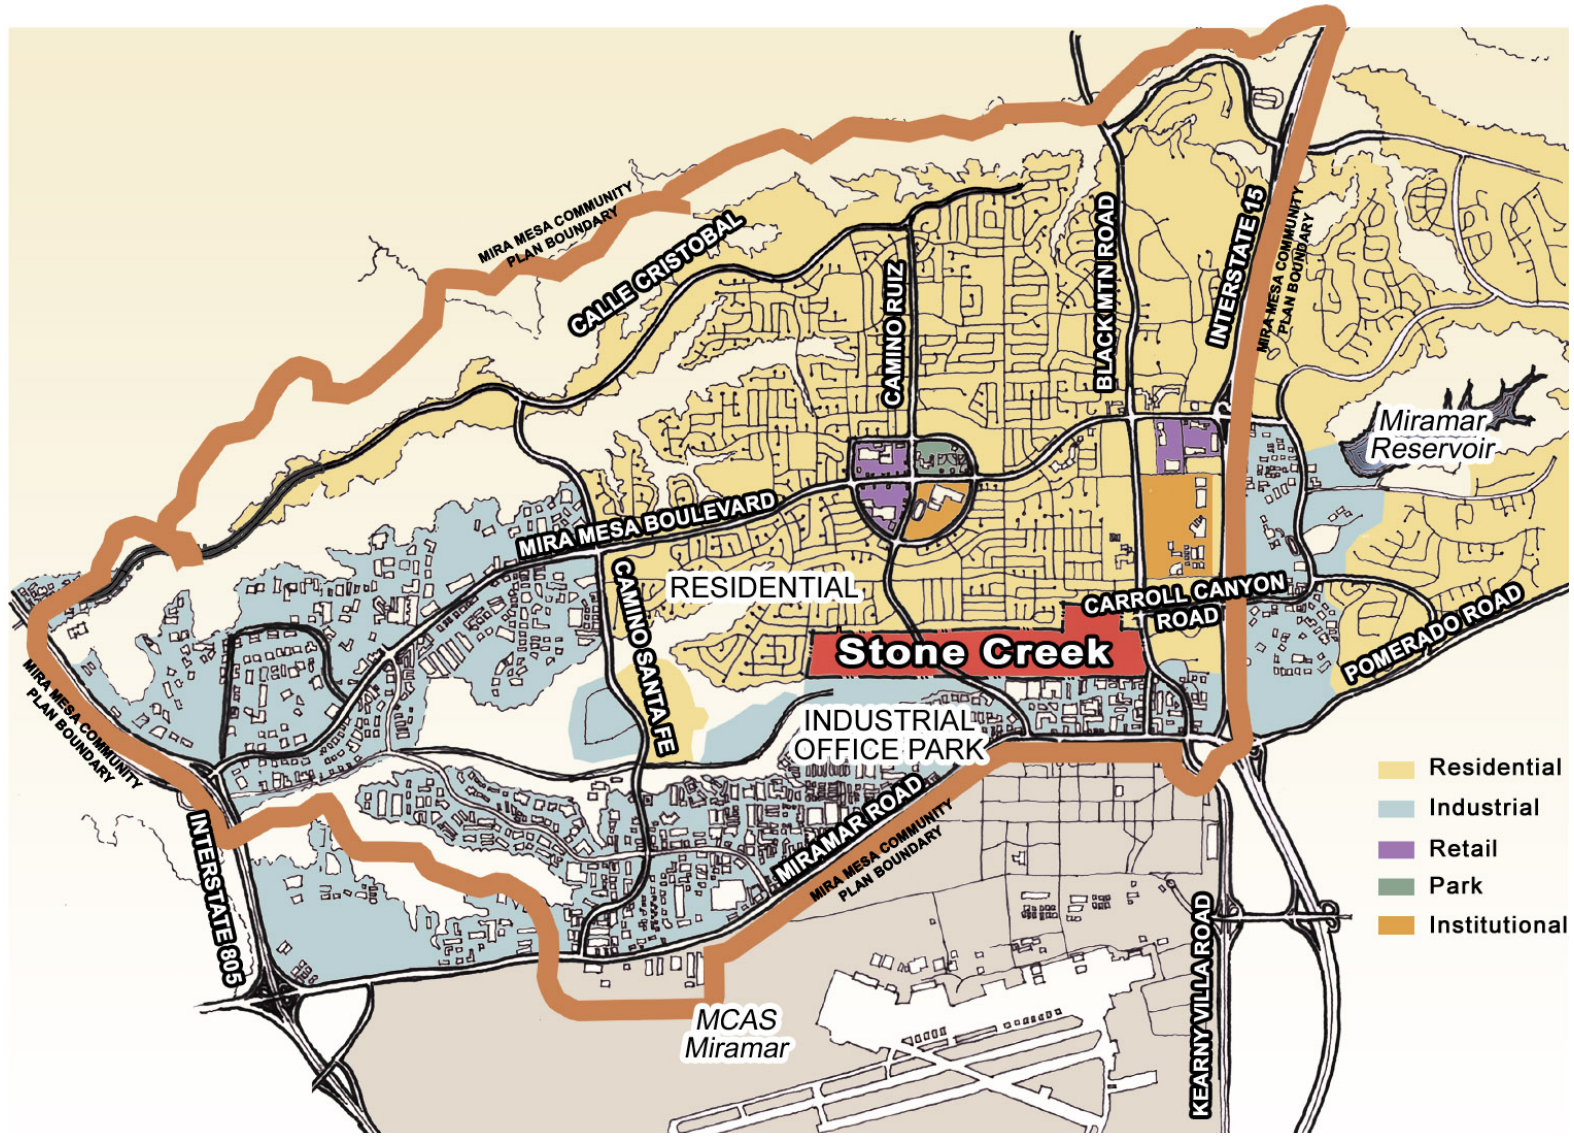 MIRA MESA COMMUNITY
PLAN BOUNDARY
CALLE CRISTOBAL
CAMINO RUIZ
BLACK MTN ROAD
INTERSTATE 15
MIRA MESA COMMUNITY
PLAN BOUNDARY
Miramar
Reservoir
MIRA MESA BOULEVARD
RESIDENTIAL
CAMINO SANTA FE
CARROLL CANYON
ROAD
Stone Creek
POMERADO ROAD
MIRA MESA COMMUNITY
PLAN BOUNDARY
INDUSTRIAL
OFFICE PARK
MIRAMAR ROAD
MIRA MESA COMMUNITY
PLAN BOUNDARY
INTERSTATE 805
KEARNY VILLA ROAD
MCAS
Miramar
Residential
Industrial
Retail
Park
Institutional